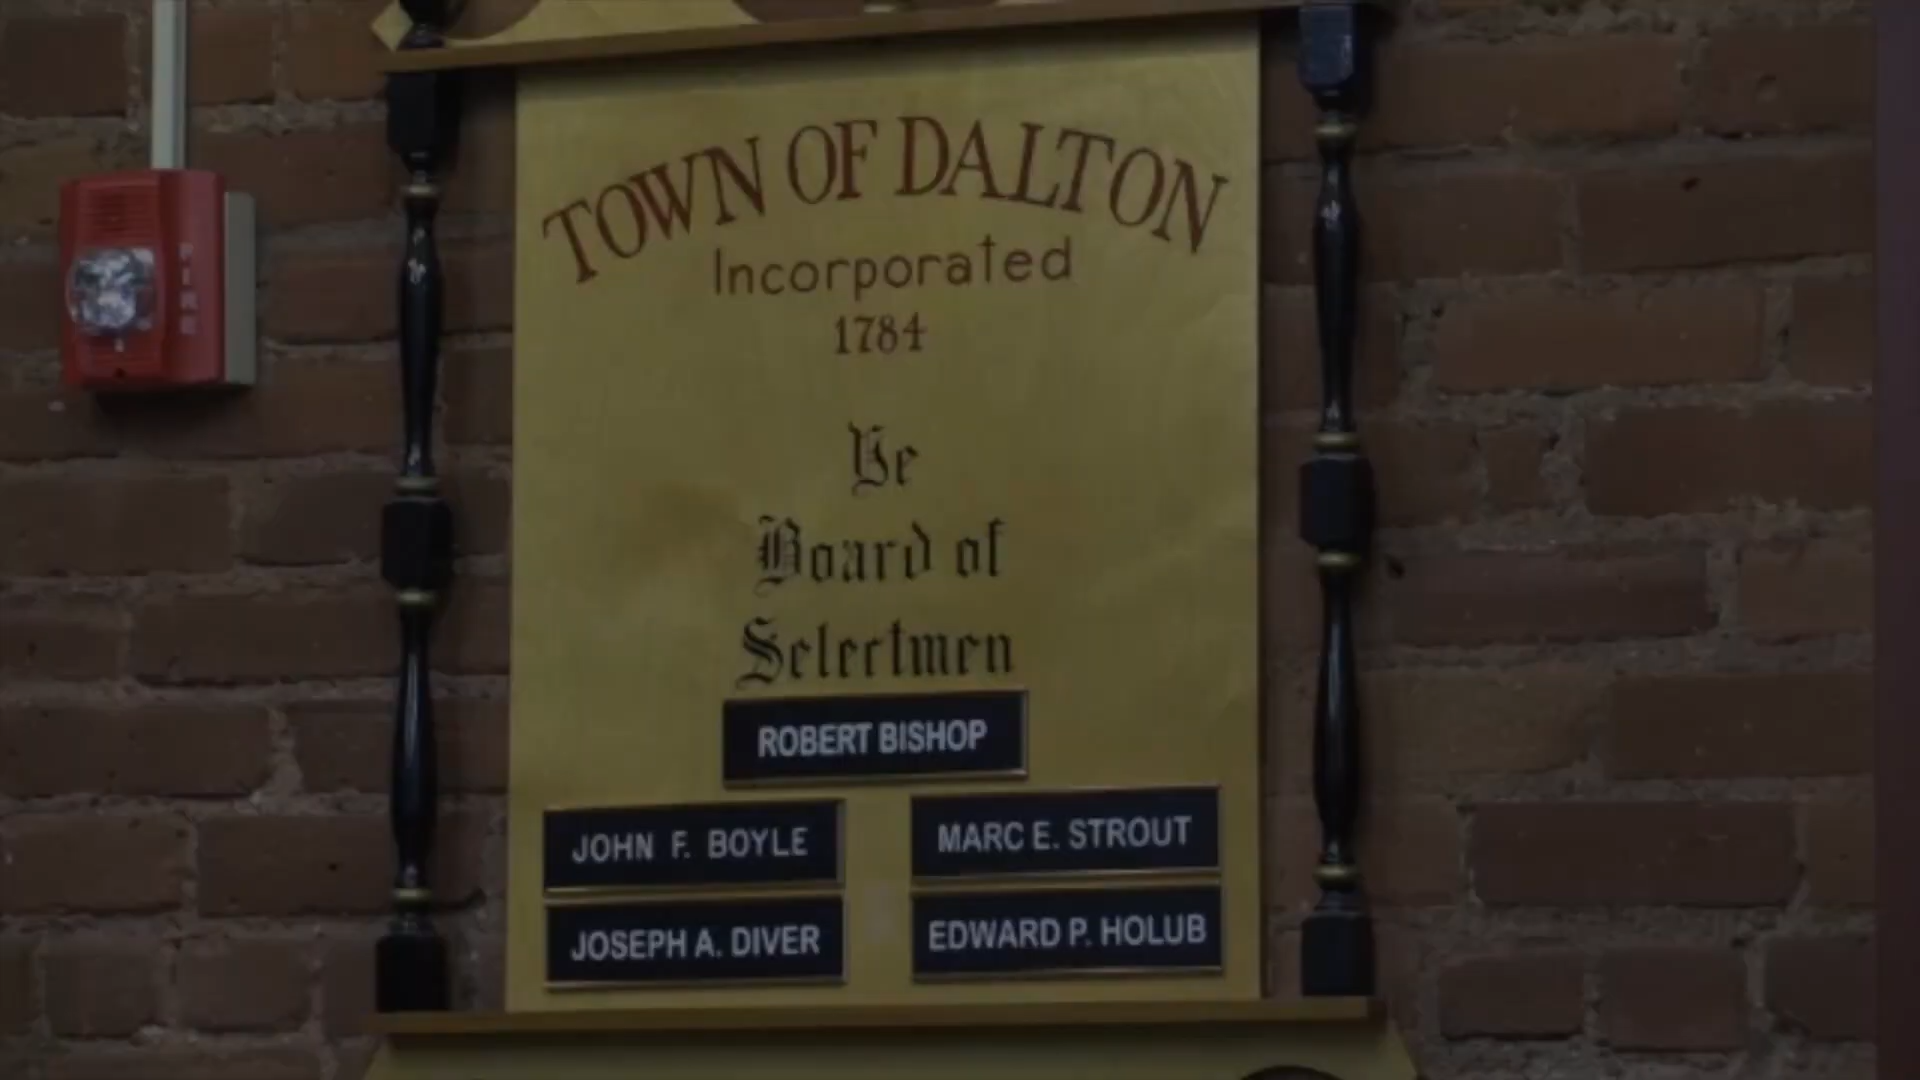 FIRE
TOWN OF DALTON
Incorporated
1784
Ye
Board of
Selectmen
ROBERT BISHOP
JOHN F. BOYLE
MARC E. STROUT
JOSEPH A. DIVER
EDWARD P. HOLUB